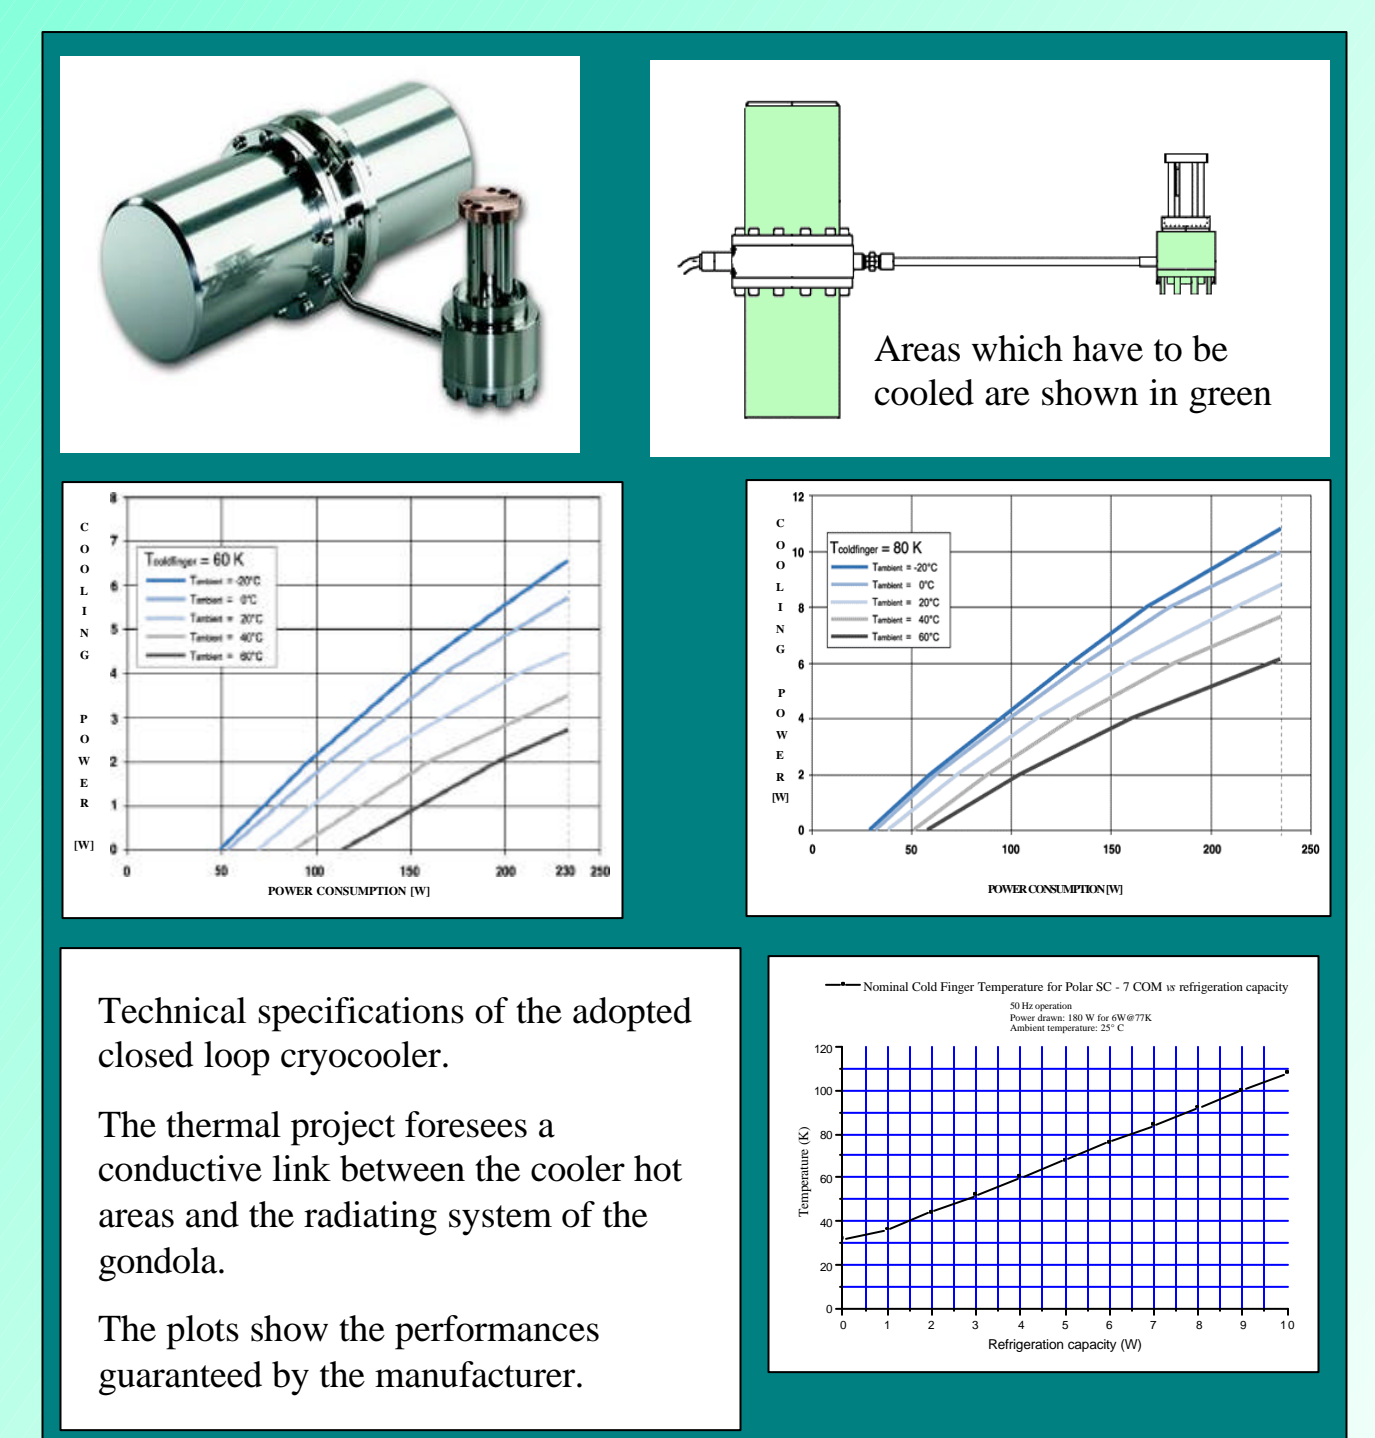 Areas which have to be
cooled are shown in green
COOLING POWER [W]
8
7
6
5
4
3
2
1
0
Tcoldfinger = 60 K
Tambient = -20°C
Tambient = 0°C
Tambient = 20°C
Tambient = 40°C
Tambient = 60°C
0 50 100 150 200 230 250
POWER CONSUMPTION [W]
COOLING POWER [W]
12
10
8
6
4
2
0
Tcoldfinger = 80 K
Tambient = -20°C
Tambient = 0°C
Tambient = 20°C
Tambient = 40°C
Tambient = 60°C
0 50 100 150 200 250
POWER CONSUMPTION [W]
Technical specifications of the adopted
closed loop cryocooler.
The thermal project foresees a
conductive link between the cooler hot
areas and the radiating system of the
gondola.
The plots show the performances
guaranteed by the manufacturer.
Nominal Cold Finger Temperature for Polar SC - 7 COM vs refrigeration capacity
50 Hz operation
Power drawn: 180 W for 6W@77K
Ambient temperature: 25° C
Temperature (K)
120
100
80
60
40
20
0
0 1 2 3 4 5 6 7 8 9 10
Refrigeration capacity (W)